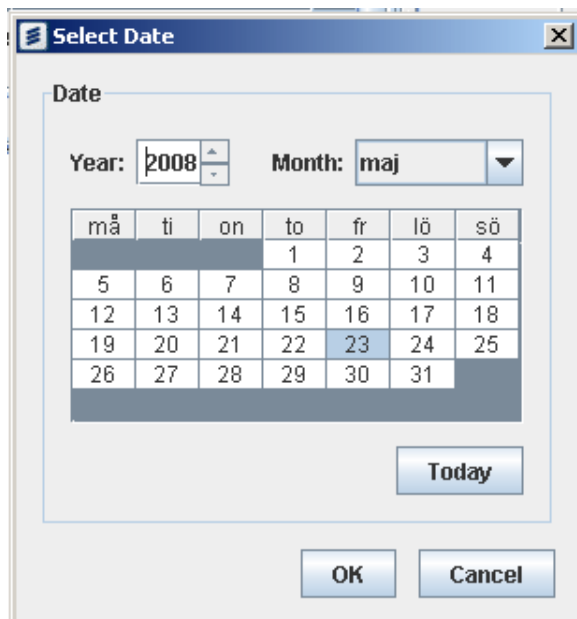 Select Date
Date
Year: 2008 Month: maj
må ti on to fr lö sö
1 2 3 4
5 6 7 8 9 10 11
12 13 14 15 16 17 18
19 20 21 22 23 24 25
26 27 28 29 30 31
Today
OK Cancel